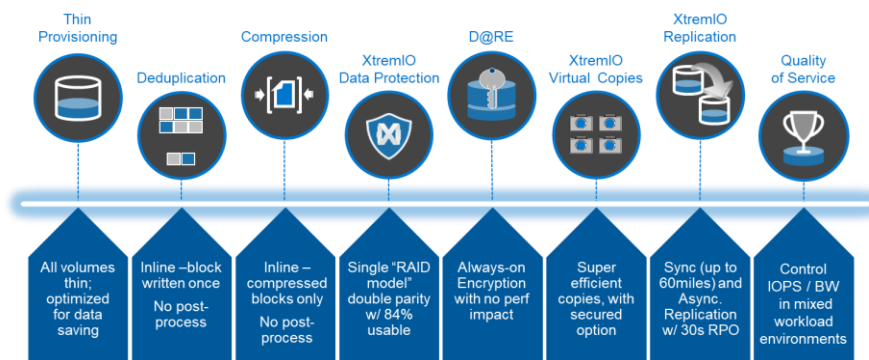 Thin
Provisioning
Deduplication
Compression
XtremIO
Data Protection
D@RE
XtremIO
Virtual Copies
XtremIO
Replication
Quality
of Service
All volumes
thin;
optimized
for data
saving
Inline –block
written once
No post-
process
Inline –
compressed
blocks only
No post-
process
Single “RAID
model”
double parity
w/ 84%
usable
Always-on
Encryption
with no perf
impact
Super
efficient
copies, with
secured
option
Sync (up to
60miles) and
Async.
Replication
w/ 30s RPO
Control
IOPS / BW
in mixed
workload
environments